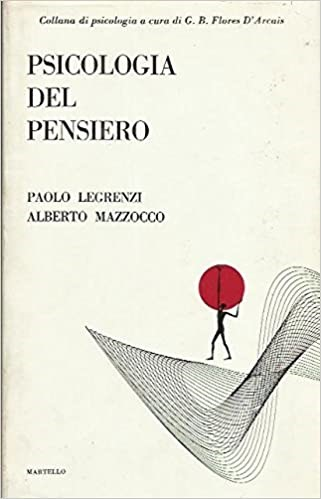 Collana di psicologia a cura di G. B. Flores D'Arcais
PSICOLOGIA
DEL
PENSIERO
PAOLO LEGRENZI
ALBERTO MAZZOCCO
MARTELLO